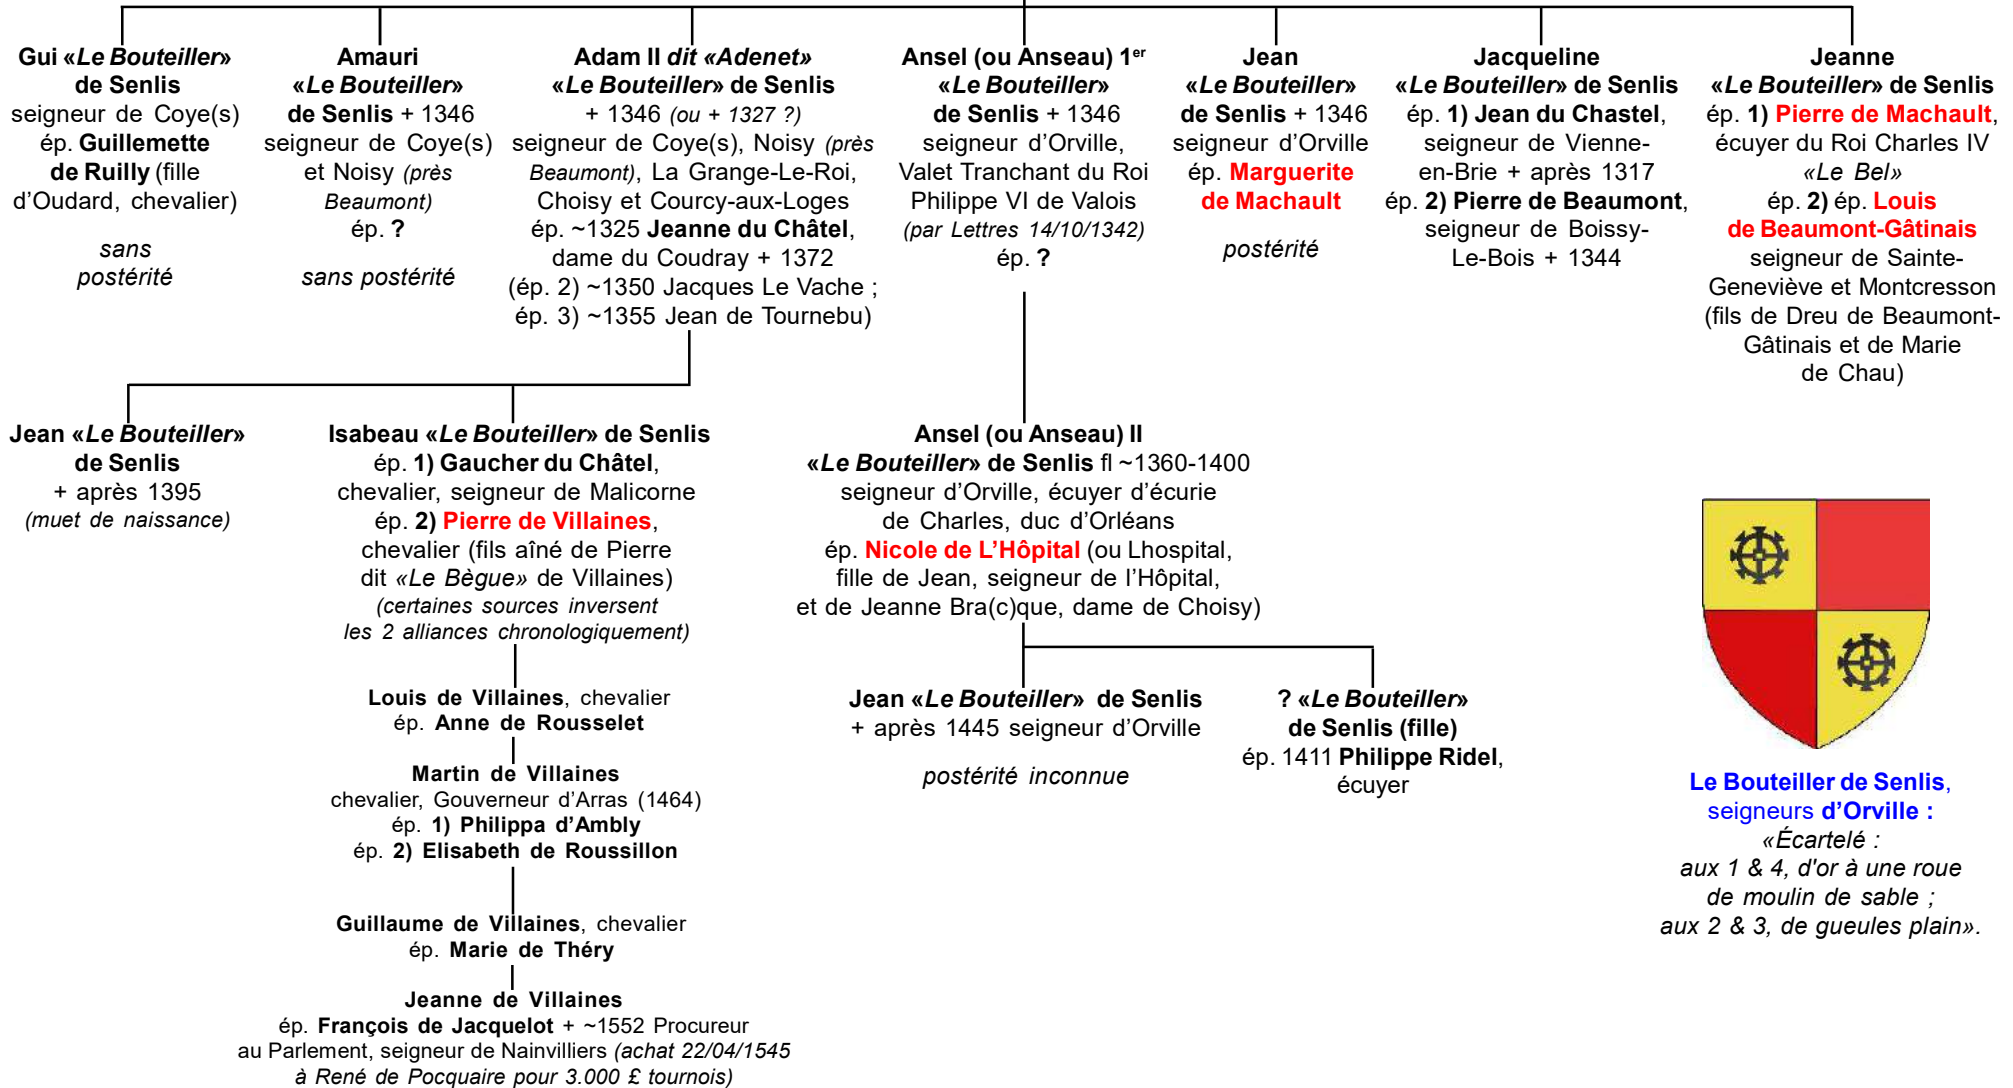 Gui «Le Bouteiller»
de Senlis
seigneur de Coye(s)
ép. Guillemette
de Ruilly (fille
d'Oudard, chevalier)
sans
postérité
Amauri
«Le Bouteiller»
de Senlis + 1346
seigneur de Coye(s)
et Noisy (près
Beaumont)
ép. ?
sans postérité
Adam II dit «Adenet»
«Le Bouteiller» de Senlis
+ 1346 (ou + 1327 ?)
seigneur de Coye(s), Noisy (près
Beaumont), La Grange-Le-Roi,
Choisy et Courcy-aux-Loges
ép. ~1325 Jeanne du Châtel,
dame du Coudray + 1372
(ép. 2) ~1350 Jacques Le Vache ;
ép. 3) ~1355 Jean de Tournebu)
Ansel (ou Anseau) 1er
«Le Bouteiller»
de Senlis + 1346
seigneur d'Orville,
Valet Tranchant du Roi
Philippe VI de Valois
(par Lettres 14/10/1342)
ép. ?
Jean
«Le Bouteiller»
de Senlis + 1346
seigneur d'Orville
ép. Marguerite
de Machault
postérité
Jacqueline
«Le Bouteiller» de Senlis
ép. 1) Jean du Chastel,
seigneur de Vienne-
en-Brie + après 1317
ép. 2) Pierre de Beaumont,
seigneur de Boissy-
Le-Bois + 1344
Jeanne
«Le Bouteiller» de Senlis
ép. 1) Pierre de Machault,
écuyer du Roi Charles IV
«Le Bel»
ép. 2) ép. Louis
de Beaumont-Gâtinais
seigneur de Sainte-
Geneviève et Montcresson
(fils de Dreu de Beaumont-
Gâtinais et de Marie
de Chau)
Jean «Le Bouteiller»
de Senlis
+ après 1395
(muet de naissance)
Isabeau «Le Bouteiller» de Senlis
ép. 1) Gaucher du Châtel,
chevalier, seigneur de Malicorne
ép. 2) Pierre de Villaines,
chevalier (fils aîné de Pierre
dit «Le Bègue» de Villaines)
(certaines sources inversent
les 2 alliances chronologiquement)
Ansel (ou Anseau) II
«Le Bouteiller» de Senlis fl ~1360-1400
seigneur d'Orville, écuyer d'écurie
de Charles, duc d'Orléans
ép. Nicole de L'Hôpital (ou Lhospital,
fille de Jean, seigneur de l'Hôpital,
et de Jeanne Bra(c)que, dame de Choisy)
Louis de Villaines, chevalier
ép. Anne de Rousselet
Martin de Villaines
chevalier, Gouverneur d'Arras (1464)
ép. 1) Philippa d'Ambly
ép. 2) Elisabeth de Roussillon
Guillaume de Villaines, chevalier
ép. Marie de Théry
Jeanne de Villaines
ép. François de Jacquelot + ~1552 Procureur
au Parlement, seigneur de Nainvilliers (achat 22/04/1545
à René de Pocquaire pour 3.000 £ tournois)
Jean «Le Bouteiller» de Senlis
+ après 1445 seigneur d'Orville
postérité inconnue
? «Le Bouteiller»
de Senlis (fille)
ép. 1411 Philippe Ridel,
écuyer
Le Bouteiller de Senlis,
seigneurs d'Orville :
«Écartelé :
aux 1 & 4, d'or à une roue
de moulin de sable ;
aux 2 & 3, de gueules plain».